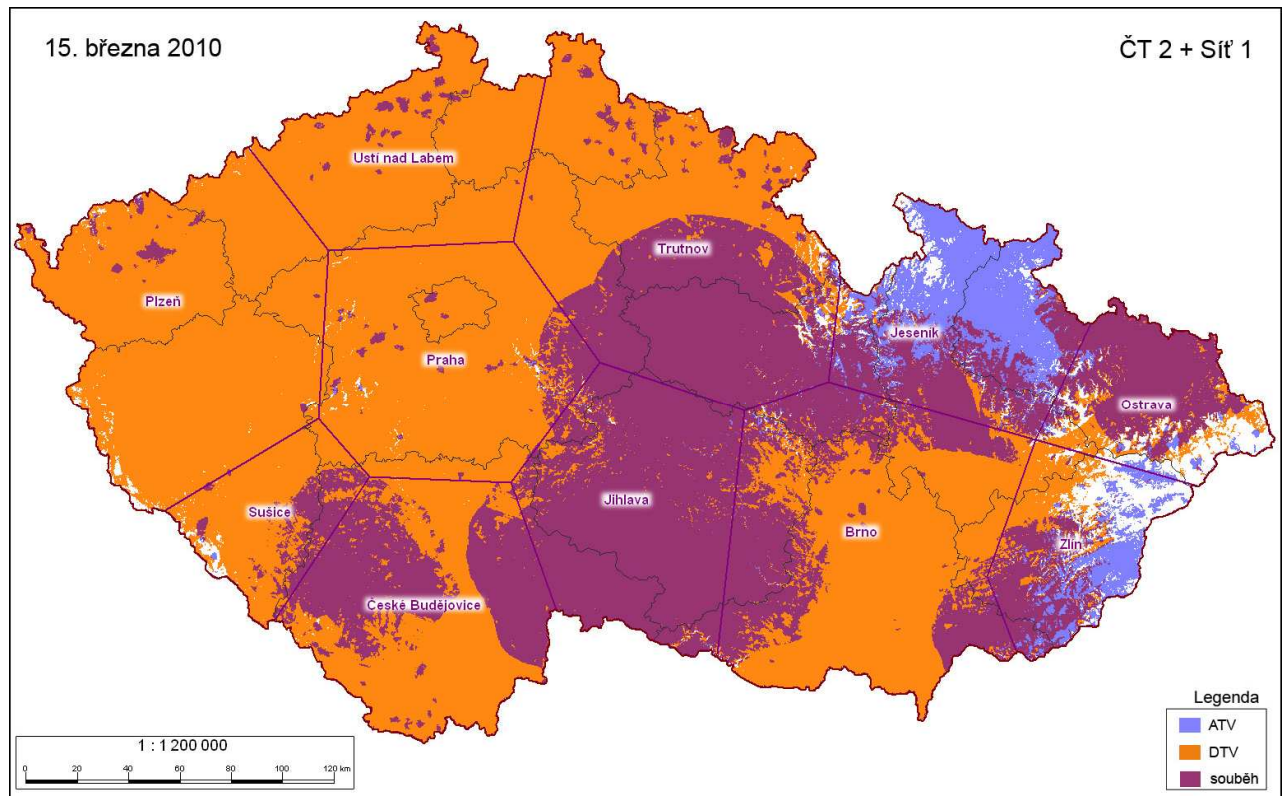 15. března 2010
ČT 2 + Síť 1
Ústí nad Labem
Trutnov
Plzeň
Jeseník
Praha
Ostrava
Jihlava
Sušice
Brno
Zlín
České Budějovice
Legenda
ATV
DTV
souběh
1 : 1 200 000
0 20 40 60 80 100 120 km